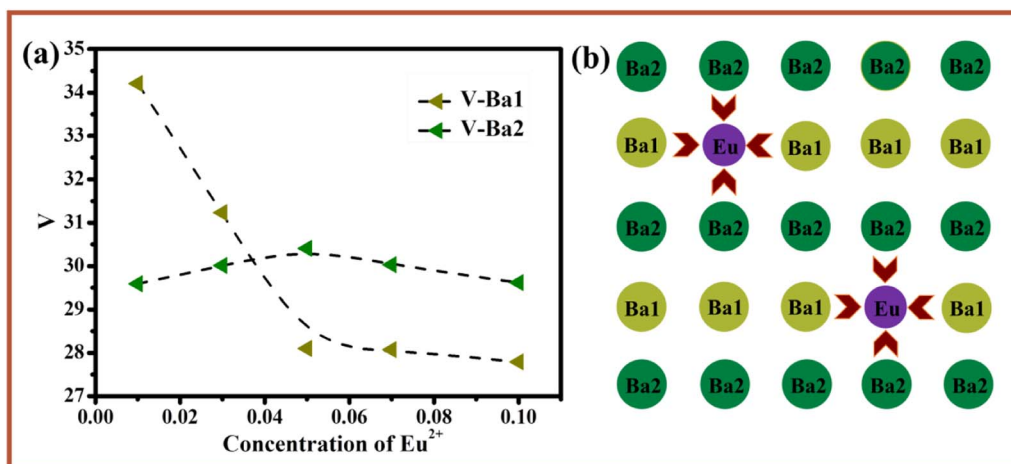 (a)
35
34
33
32
31
30
29
28
27
V
V-Ba1
V-Ba2
0.00 0.02 0.04 0.06 0.08 0.10
Concentration of Eu²⁺
(b)
Ba2 Ba2 Ba2 Ba2 Ba2
Ba1 Eu Ba1 Ba1 Ba1
Ba2 Ba2 Ba2 Ba2 Ba2
Ba1 Ba1 Ba1 Eu Ba1
Ba2 Ba2 Ba2 Ba2 Ba2